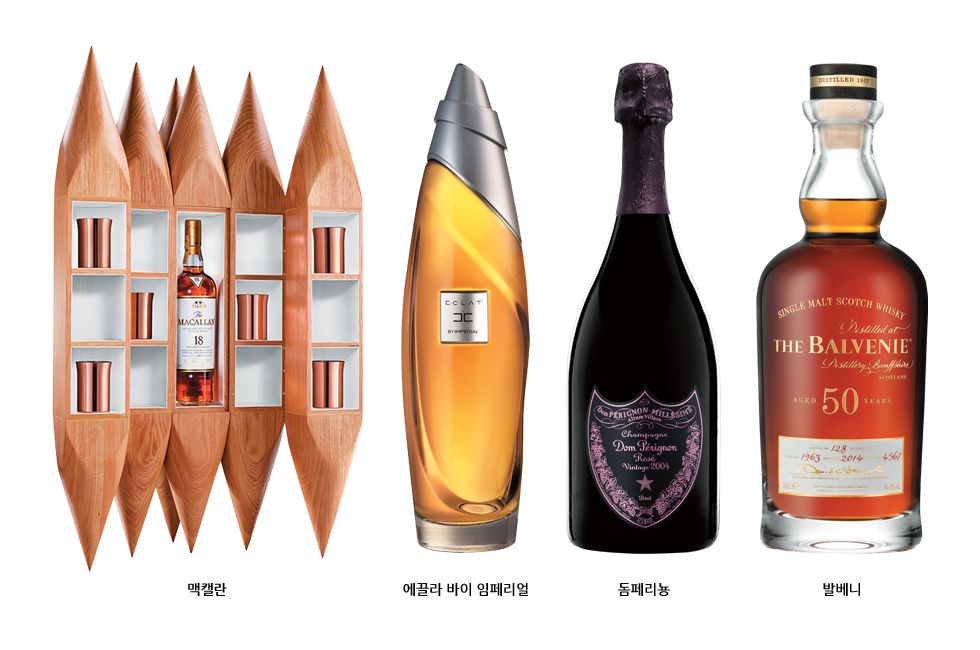 The
MACALLAN
18
ECLAT
BY IMPERIAL
Dom PÉRIGNON - MILLÉSIME
Altum Villare
Champagne
Dom Pérignon
Rosé
Vintage 2004
Brut
DISTILLED 1963
SINGLE MALT SCOTCH WHISKY
Distilled at
THE BALVENIE
Distillery, Banffshire
SCOTLAND
AGED 50 YEARS
128
1963 2014 4567
맥캘란
에끌라 바이 임페리얼
돔페리뇽
발베니